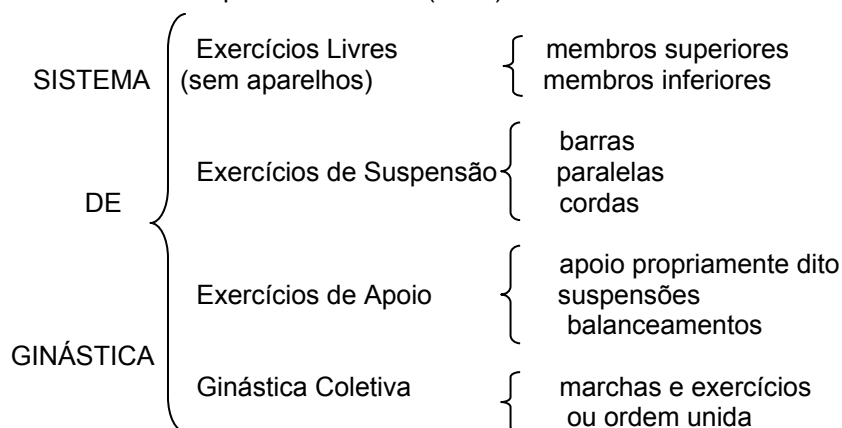 Exercícios Livres membros superiores
SISTEMA (sem aparelhos) membros inferiores
barras
Exercícios de Suspensão paralelas
cordas
DE
apoio propriamente dito
Exercícios de Apoio suspensões
balanceamentos
GINÁSTICA
Ginástica Coletiva marchas e exercícios
ou ordem unida